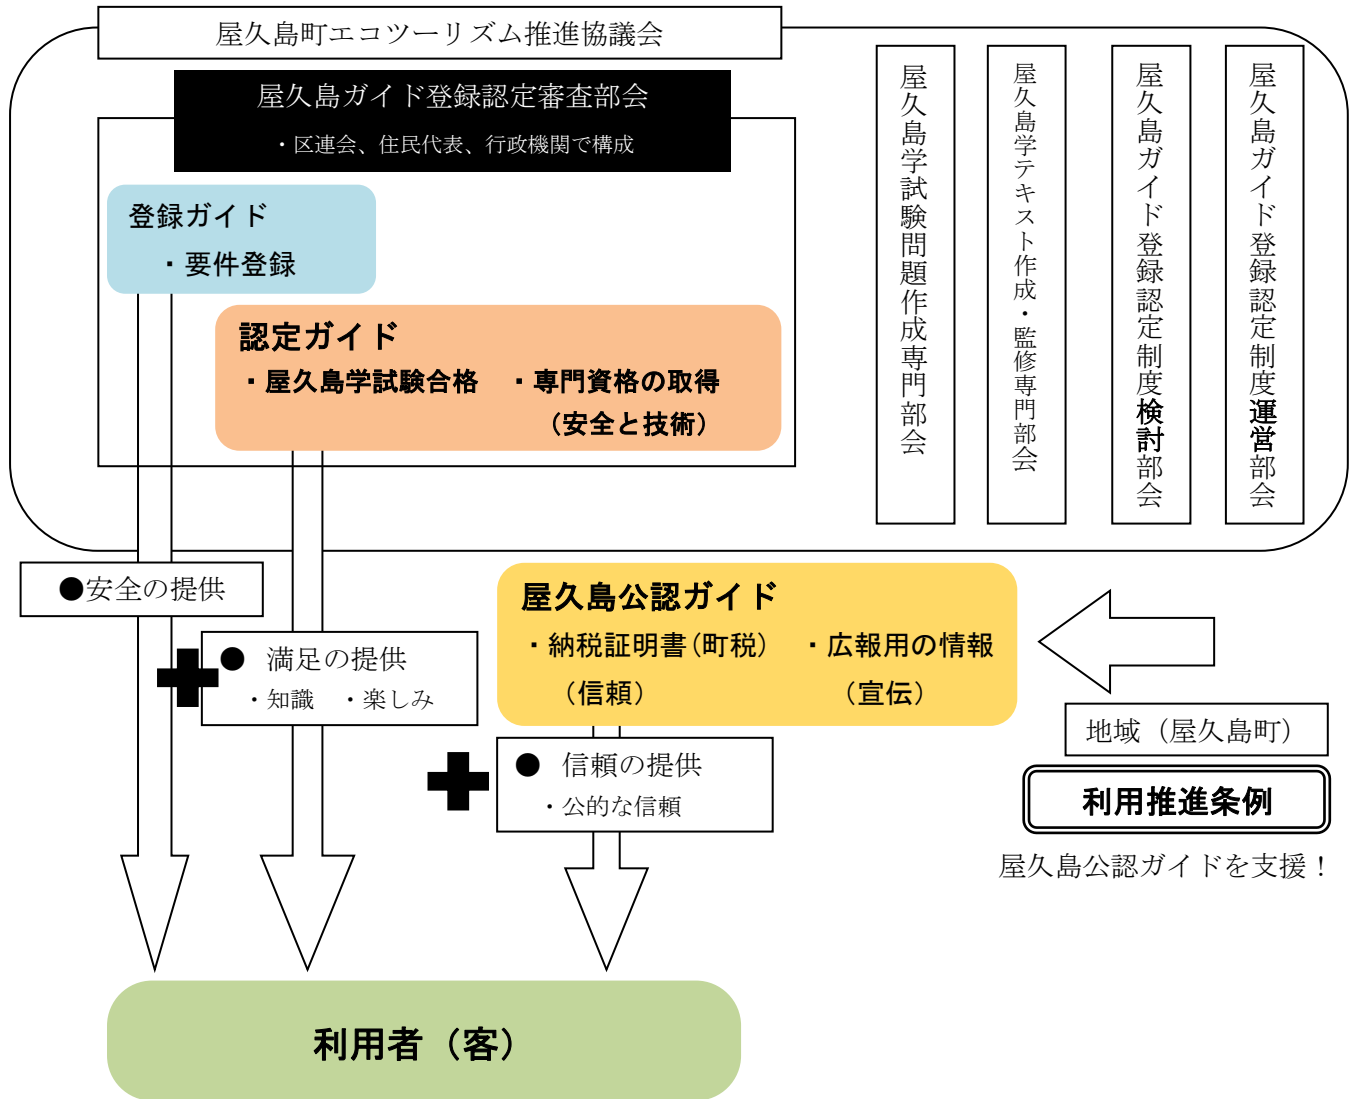 屋久島町エコツーリズム推進協議会
屋久島ガイド登録認定審査部会
・区連会、住民代表、行政機関で構成
登録ガイド
・要件登録
認定ガイド
・屋久島学試験合格　・専門資格の取得
（安全と技術）
屋久島学試験問題作成専門部会
屋久島学テキスト作成・監修専門部会
屋久島ガイド登録認定制度検討部会
屋久島ガイド登録認定制度運営部会
●安全の提供
●　満足の提供
・知識　・楽しみ
屋久島公認ガイド
・納税証明書(町税)　・広報用の情報
（信頼）　（宣伝）
●　信頼の提供
・公的な信頼
地域（屋久島町）
利用推進条例
屋久島公認ガイドを支援！
利用者（客）